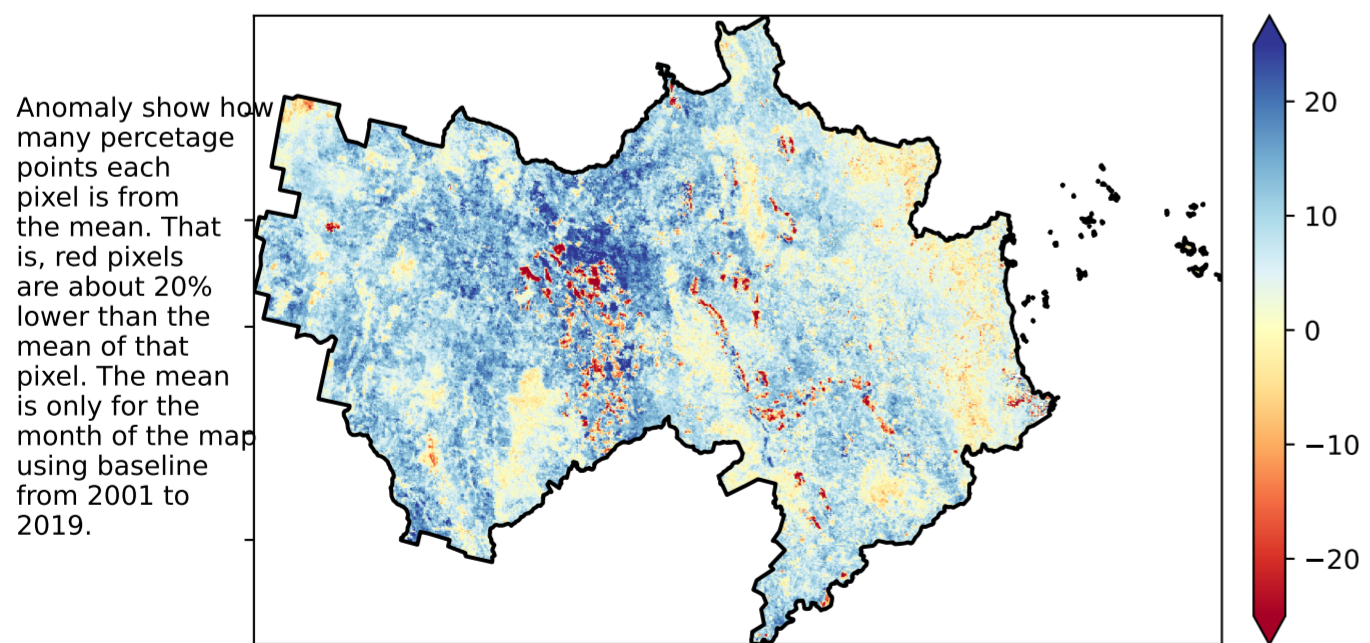 Anomaly show how
many percetage
points each
pixel is from
the mean. That
is, red pixels
are about 20%
lower than the
mean of that
pixel. The mean
is only for the
month of the map
using baseline
from 2001 to
2019.
20
10
0
−10
−20